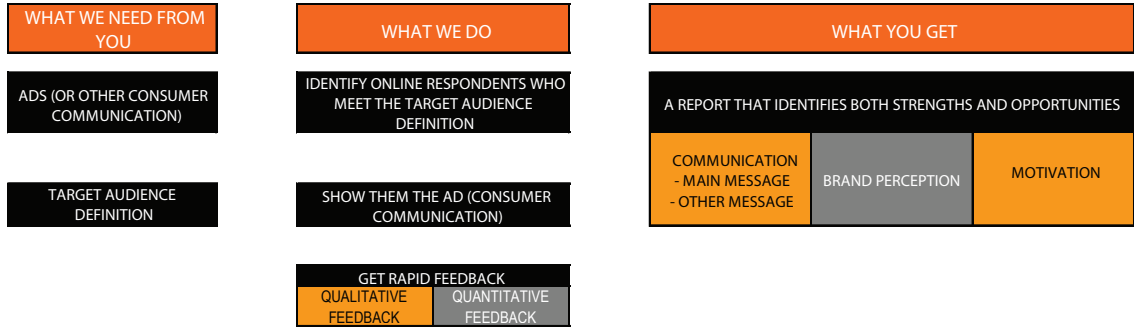 WHAT WE NEED FROM
YOU
ADS (OR OTHER CONSUMER
COMMUNICATION)
TARGET AUDIENCE
DEFINITION
WHAT WE DO
IDENTIFY ONLINE RESPONDENTS WHO
MEET THE TARGET AUDIENCE
DEFINITION
SHOW THEM THE AD (CONSUMER
COMMUNICATION)
GET RAPID FEEDBACK
QUALITATIVE
FEEDBACK
QUANTITATIVE
FEEDBACK
WHAT YOU GET
A REPORT THAT IDENTIFIES BOTH STRENGTHS AND OPPORTUNITIES
COMMUNICATION
- MAIN MESSAGE
- OTHER MESSAGE
BRAND PERCEPTION
MOTIVATION